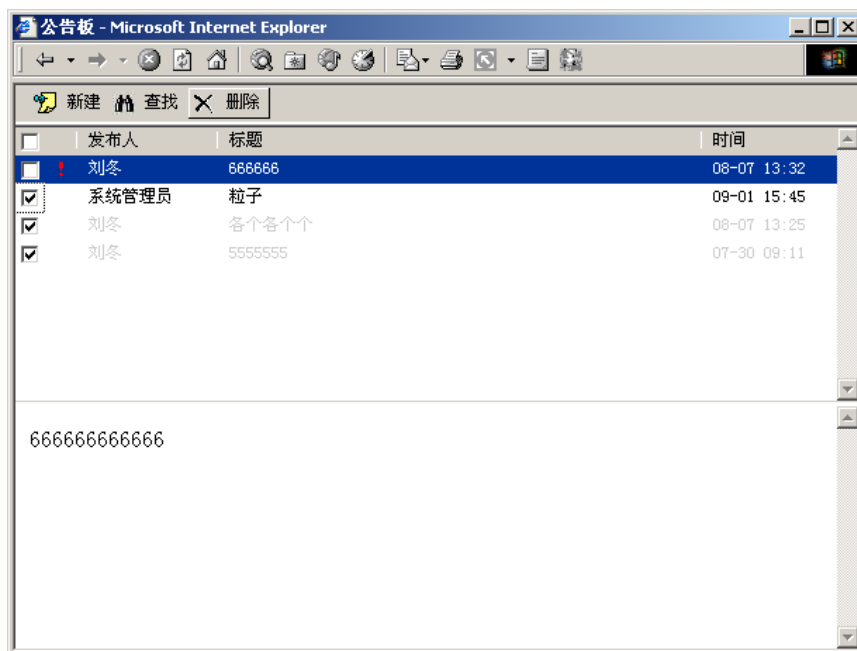 公告板 - Microsoft Internet Explorer
新建 查找 删除
发布人 标题 时间
! 刘冬 666666 08-07 13:32
系统管理员 粒子 09-01 15:45
刘冬 各个各个个 08-07 13:25
刘冬 5555555 07-30 09:11
666666666666